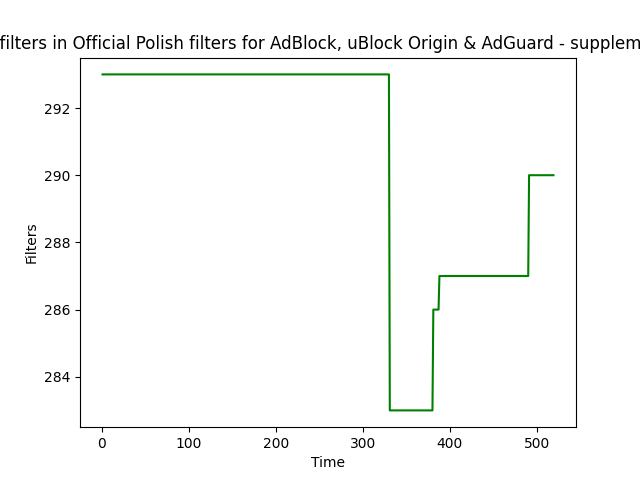 filters in Official Polish filters for AdBlock, uBlock Origin & AdGuard - supplem
292
290
288
286
284
Filters
0 100 200 300 400 500
Time